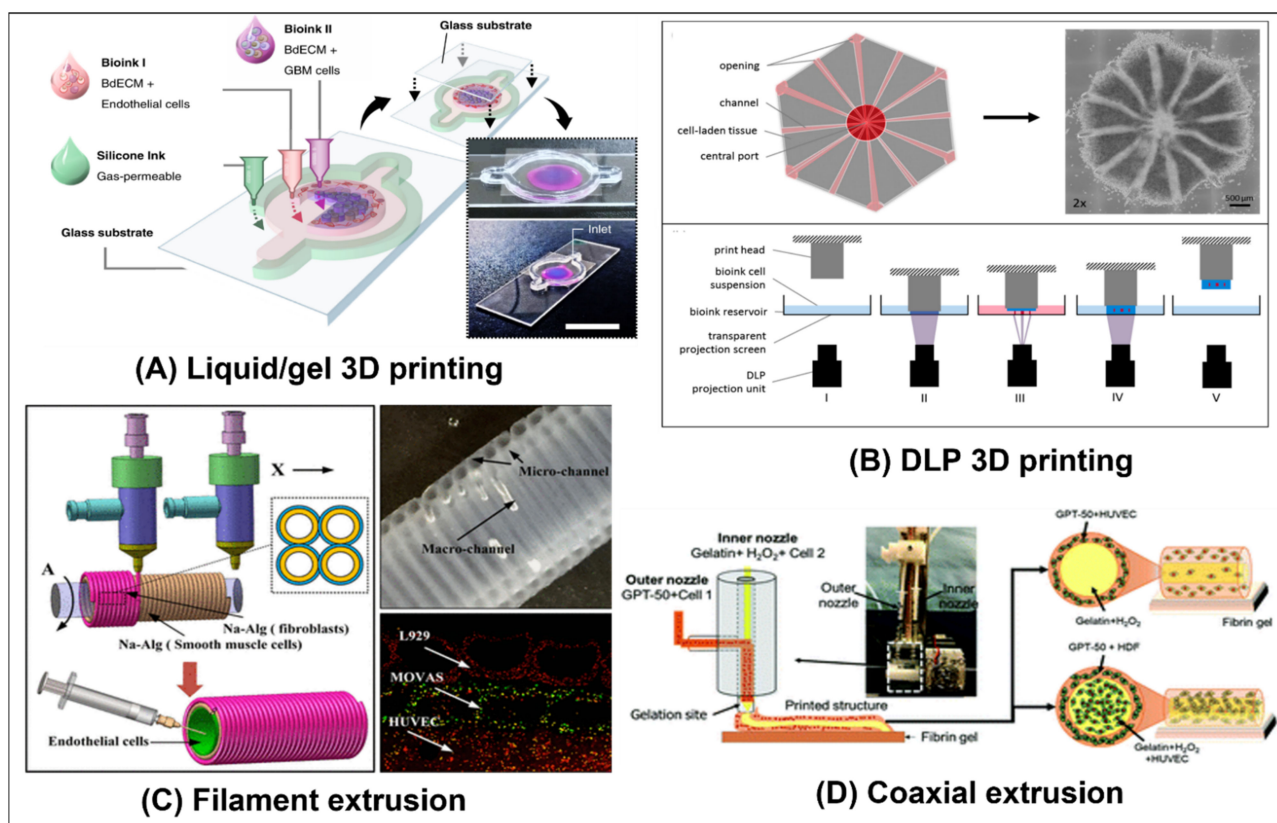 Bioink I
BdECM +
Endothelial cells
Bioink II
BdECM +
GBM cells
Glass substrate
Silicone Ink
Gas-permeable
Glass substrate
Inlet
(A) Liquid/gel 3D printing
opening
channel
cell-laden tissue
central port
2x
500 µm
print head
bioink cell
suspension
bioink reservoir
transparent
projection screen
DLP
projection unit
I
II
III
IV
V
(B) DLP 3D printing
X
A
Na-Alg ( fibroblasts)
Na-Alg ( Smooth muscle cells)
Endothelial cells
Micro-channel
Macro-channel
L929
MOVAS
HUVEC
(C) Filament extrusion
Inner nozzle
Gelatin+ H₂O₂+ Cell 2
Outer nozzle
GPT-50+Cell 1
Outer
nozzle
Inner
nozzle
Gelation site
Printed structure
Fibrin gel
GPT-50+HUVEC
Gelatin+H₂O₂
Fibrin gel
GPT-50 + HDF
Gelatin+H₂O₂
+HUVEC
(D) Coaxial extrusion